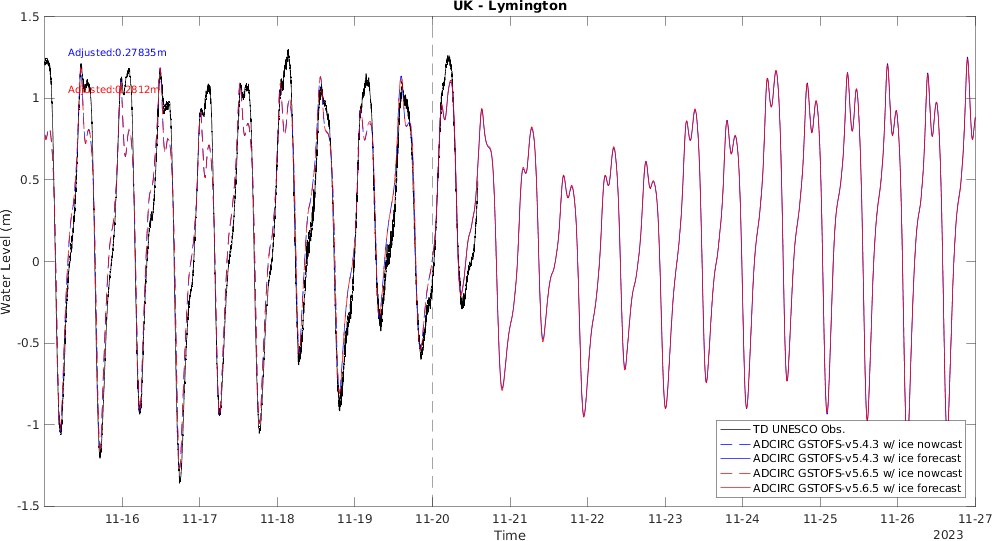 UK - Lymington
Adjusted:0.27835m
Adjusted:0.2812m
Water Level (m)
1.5
1
0.5
0
-0.5
-1
-1.5
TD UNESCO Obs.
ADCIRC GSTOFS-v5.4.3 w/ ice nowcast
ADCIRC GSTOFS-v5.4.3 w/ ice forecast
ADCIRC GSTOFS-v5.6.5 w/ ice nowcast
ADCIRC GSTOFS-v5.6.5 w/ ice forecast
11-16 11-17 11-18 11-19 11-20 11-21 11-22 11-23 11-24 11-25 11-26 11-27
Time
2023